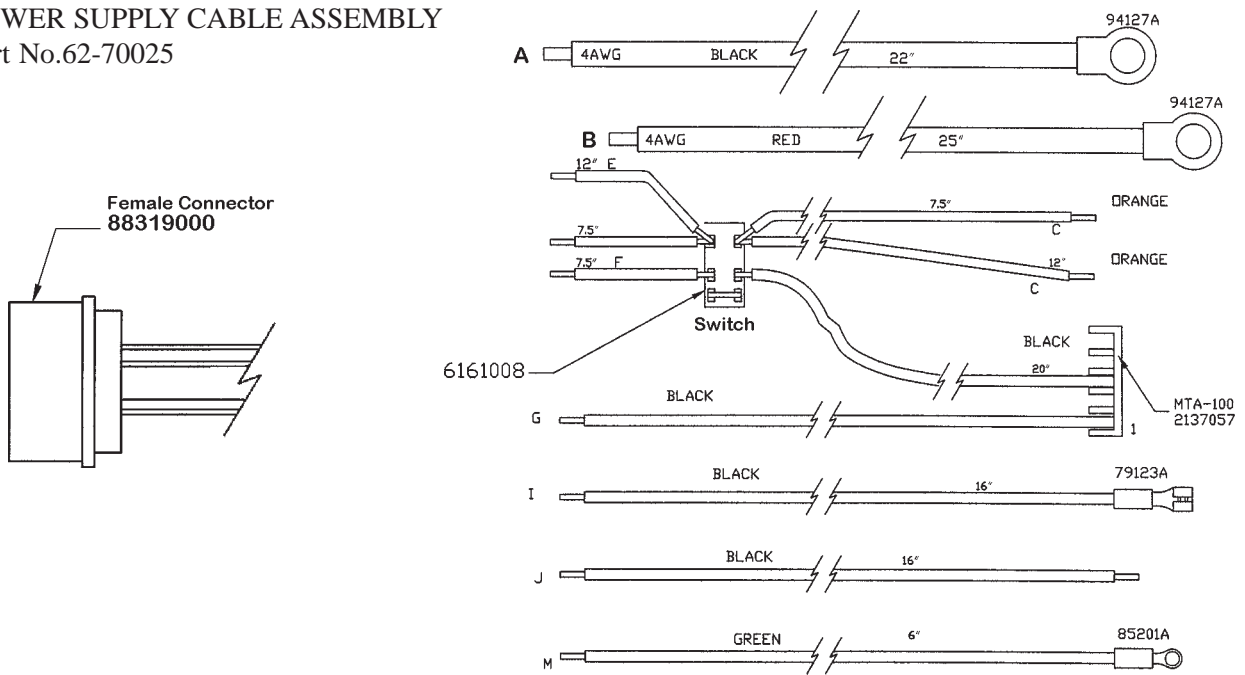 WER SUPPLY CABLE ASSEMBLY
rt No.62-70025
94127A
A 4AWG BLACK 22"
94127A
B 4AWG RED 25"
12" E
7.5" ORANGE
C
7.5"
7.5" F
12" ORANGE
C
Female Connector
88319000
Switch
6161008
BLACK
20"
MTA-100
2137057
1
BLACK
G
BLACK 79123A
I 16"
BLACK 16"
J
GREEN 6" 85201A
M